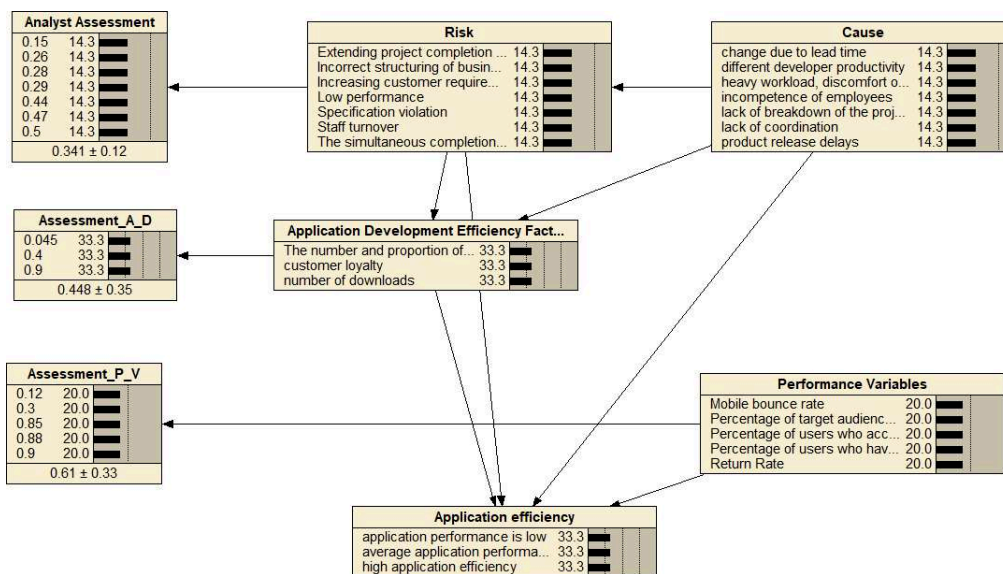 Analyst Assessment
0.15 14.3
0.26 14.3
0.28 14.3
0.29 14.3
0.44 14.3
0.47 14.3
0.5 14.3
0.341 ± 0.12
Risk
Extending project completion ... 14.3
Incorrect structuring of busin... 14.3
Increasing customer require... 14.3
Low performance 14.3
Specification violation 14.3
Staff turnover 14.3
The simultaneous completion... 14.3
Cause
change due to lead time 14.3
different developer productivity 14.3
heavy workload, discomfort o... 14.3
incompetence of employees 14.3
lack of breakdown of the proj... 14.3
lack of coordination 14.3
product release delays 14.3
Assessment_A_D
0.045 33.3
0.4 33.3
0.9 33.3
0.448 ± 0.35
Application Development Efficiency Fact...
The number and proportion of... 33.3
customer loyalty 33.3
number of downloads 33.3
Assessment_P_V
0.12 20.0
0.3 20.0
0.85 20.0
0.88 20.0
0.9 20.0
0.61 ± 0.33
Performance Variables
Mobile bounce rate 20.0
Percentage of target audienc... 20.0
Percentage of users who acc... 20.0
Percentage of users who hav... 20.0
Return Rate 20.0
Application efficiency
application performance is low 33.3
average application performa... 33.3
high application efficiency 33.3